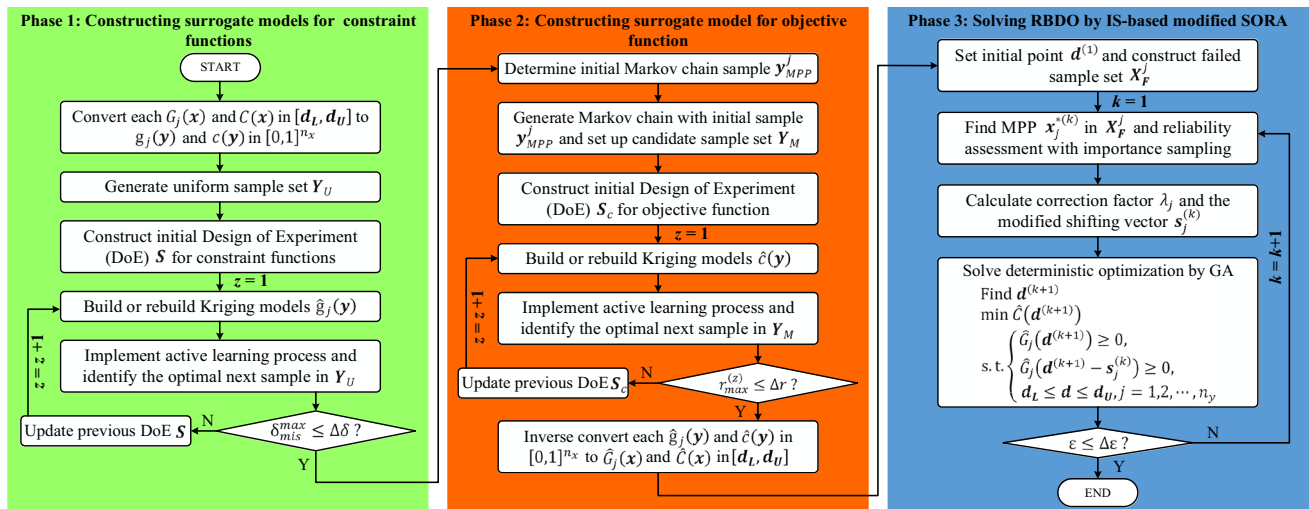 Phase 1: Constructing surrogate models for constraint
functions
START
Convert each G_j(x) and C(x) in [d_L, d_U] to
g_j(y) and c(y) in [0,1]^{n_x}
Generate uniform sample set Y_U
Construct initial Design of Experiment
(DoE) S for constraint functions
z = 1
Build or rebuild Kriging models ĝ_j(y)
z = z+1
Implement active learning process and
identify the optimal next sample in Y_U
Update previous DoE S
N
δ_{mis}^{max} ≤ Δδ ?
Y
Phase 2: Constructing surrogate model for objective
function
Determine initial Markov chain sample y_{MPP}^j
Generate Markov chain with initial sample
y_{MPP}^j and set up candidate sample set Y_M
Construct initial Design of Experiment
(DoE) S_c for objective function
z = 1
Build or rebuild Kriging models ĉ(y)
z = z+1
Implement active learning process and
identify the optimal next sample in Y_M
Update previous DoE S_c
N
r_{max}^{(z)} ≤ Δr ?
Y
Inverse convert each ĝ_j(y) and ĉ(y) in
[0,1]^{n_x} to Ĝ_j(x) and Ĉ(x) in [d_L, d_U]
Phase 3: Solving RBDO by IS-based modified SORA
Set initial point d^{(1)} and construct failed
sample set X_F^j
k = 1
Find MPP x_j^{*(k)} in X_F^j and reliability
assessment with importance sampling
Calculate correction factor λ_j and the
modified shifting vector s_j^{(k)}
k = k+1
Solve deterministic optimization by GA
Find d^{(k+1)}
min Ĉ(d^{(k+1)})
s. t. { Ĝ_j(d^{(k+1)}) ≥ 0,
Ĝ_j(d^{(k+1)} − s_j^{(k)}) ≥ 0,
d_L ≤ d ≤ d_U, j = 1,2, ⋯, n_y
ε ≤ Δε ?
N
Y
END